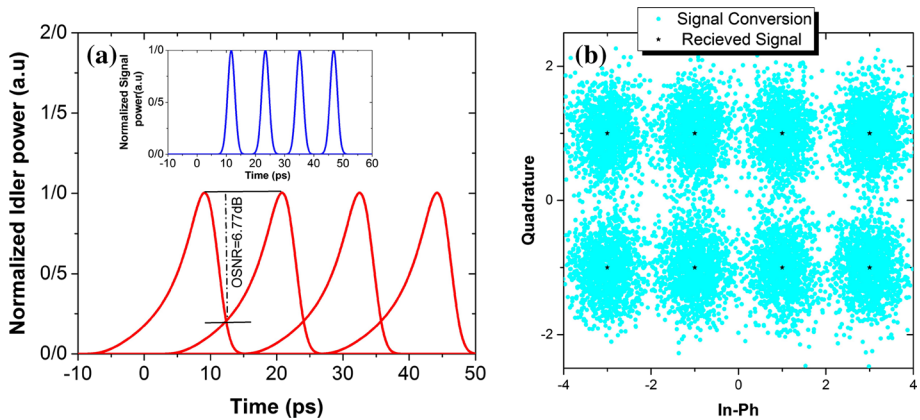 (a)
Normalized Idler power (a.u)
2/0
1/5
1/0
0/5
0/0
-10
0
10
20
30
40
50
Time (ps)
OSNR=6.77dB
Normalized Signal
power(a.u)
1/0
0/5
0/0
-10
0
10
20
30
40
50
60
Time (ps)
Signal Conversion
Recieved Signal
(b)
Quadrature
2
0
-2
-4
-2
0
2
4
In-Ph